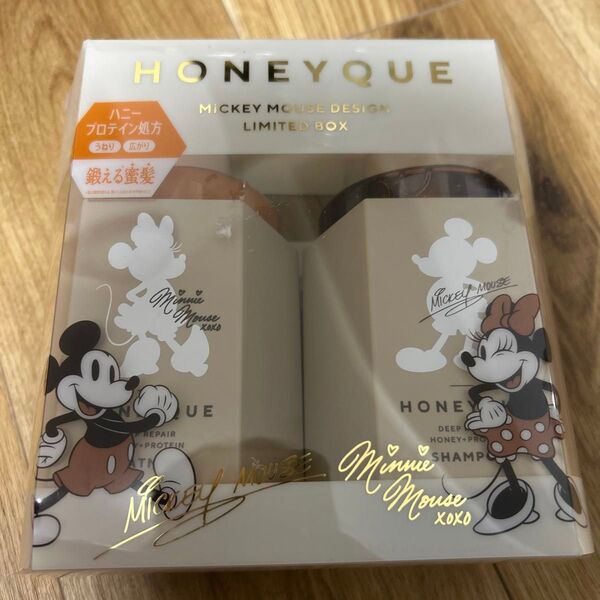 HONEYQUE
MICKEY MOUSE DESIGN
LIMITED BOX
ハニー
プロテイン処方
うねり 広がり
鍛える蜜髪
Minnie
Mouse
xoxo
MICKEY MOUSE
QUE
REPAIR
PROTEIN
HONEY
DEEP
HONEY+PRO
SHAMPO
MICKEY MOUSE
Minnie
Mouse
xoxo